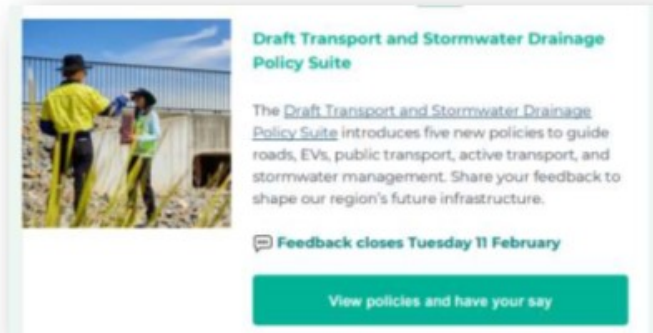 Draft Transport and Stormwater Drainage
Policy Suite
The Draft Transport and Stormwater Drainage
Policy Suite introduces five new policies to guide
roads, EVs, public transport, active transport, and
stormwater management. Share your feedback to
shape our region's future infrastructure.
Feedback closes Tuesday 11 February
View policies and have your say